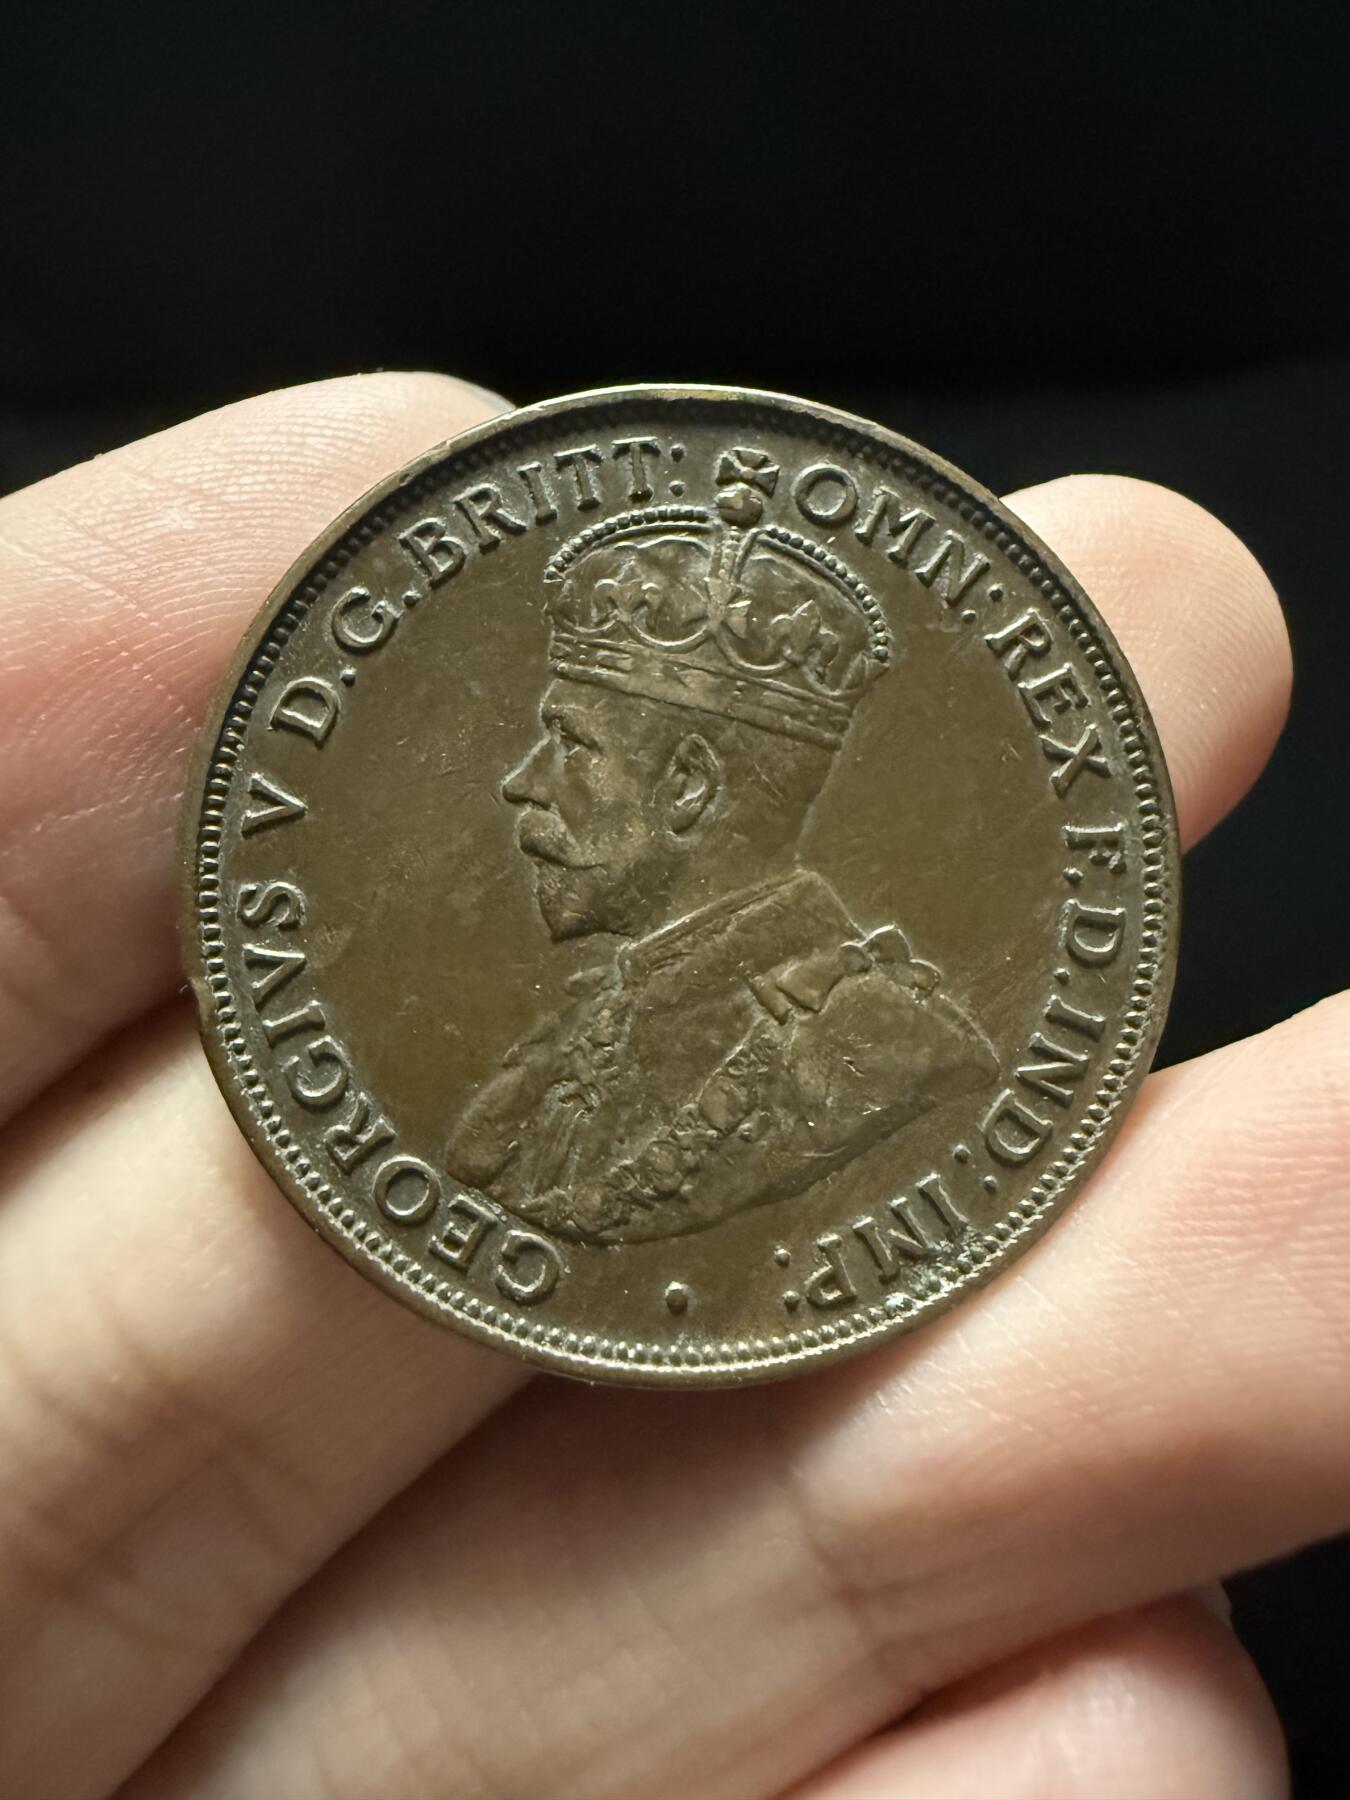 GEORGIVS V D.G.BRITT: OMN: REX F.D.IND: IMP: